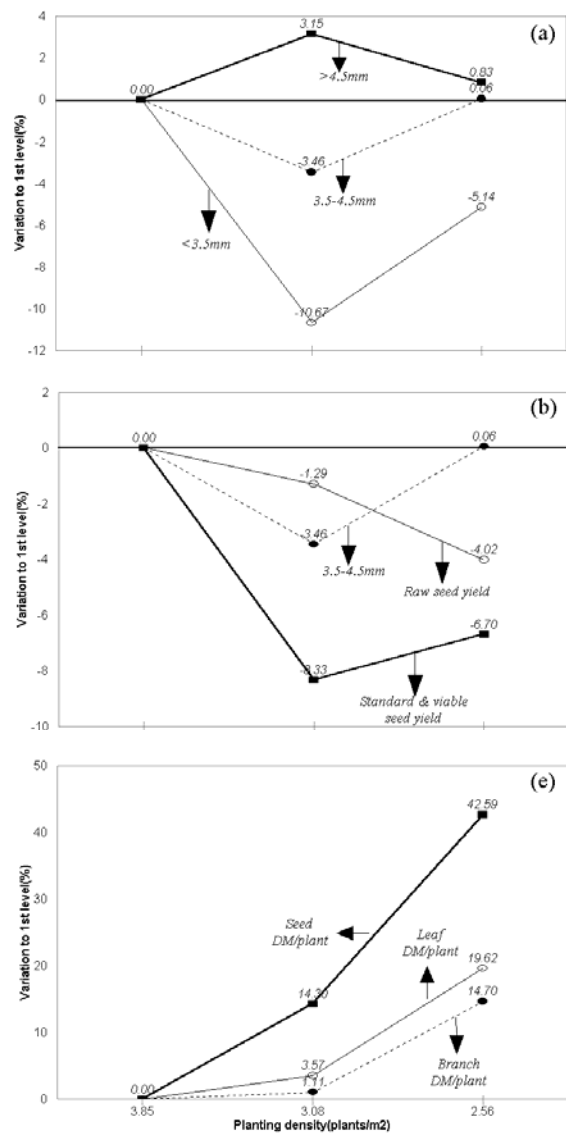 (a)
4
2
0
-2
-4
-6
-8
-10
-12
Variation to 1st level(%)
0.00
3.15
0.83
0.06
>4.5mm
-3.46
3.5-4.5mm
<3.5mm
-5.14
-10.67
(b)
2
0
-2
-4
-6
-8
-10
Variation to 1st level(%)
0.00
0.06
-1.29
-3.46
3.5-4.5mm
-4.02
Raw seed yield
-6.70
-8.33
Standard & viable
seed yield
(e)
50
40
30
20
10
0
Variation to 1st level(%)
42.59
Seed
DM/plant
Leaf
DM/plant
19.62
14.30
14.70
3.57
1.11
0.00
Branch
DM/plant
3.85
3.08
2.56
Planting density(plants/m2)